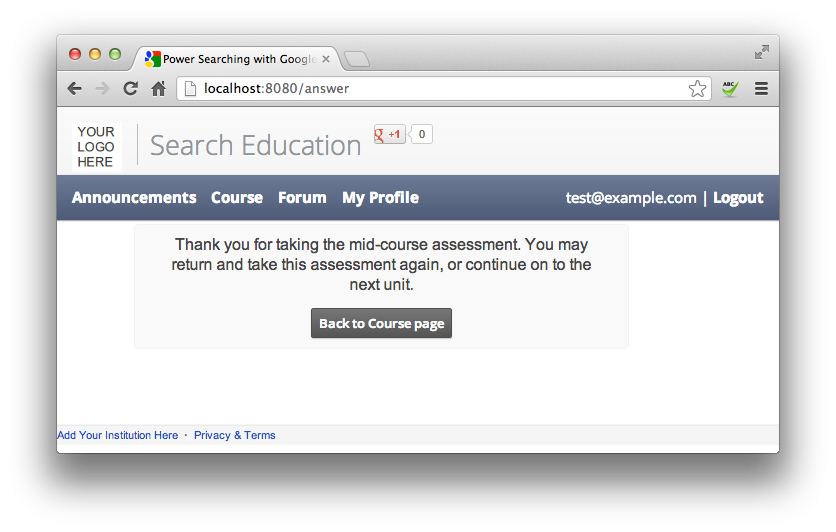 Power Searching with Google
localhost:8080/answer
ABC
YOUR
LOGO
HERE
Search Education
g +1
0
Announcements Course Forum My Profile
test@example.com | Logout
Thank you for taking the mid-course assessment. You may
return and take this assessment again, or continue on to the
next unit.
Back to Course page
Add Your Institution Here · Privacy & Terms